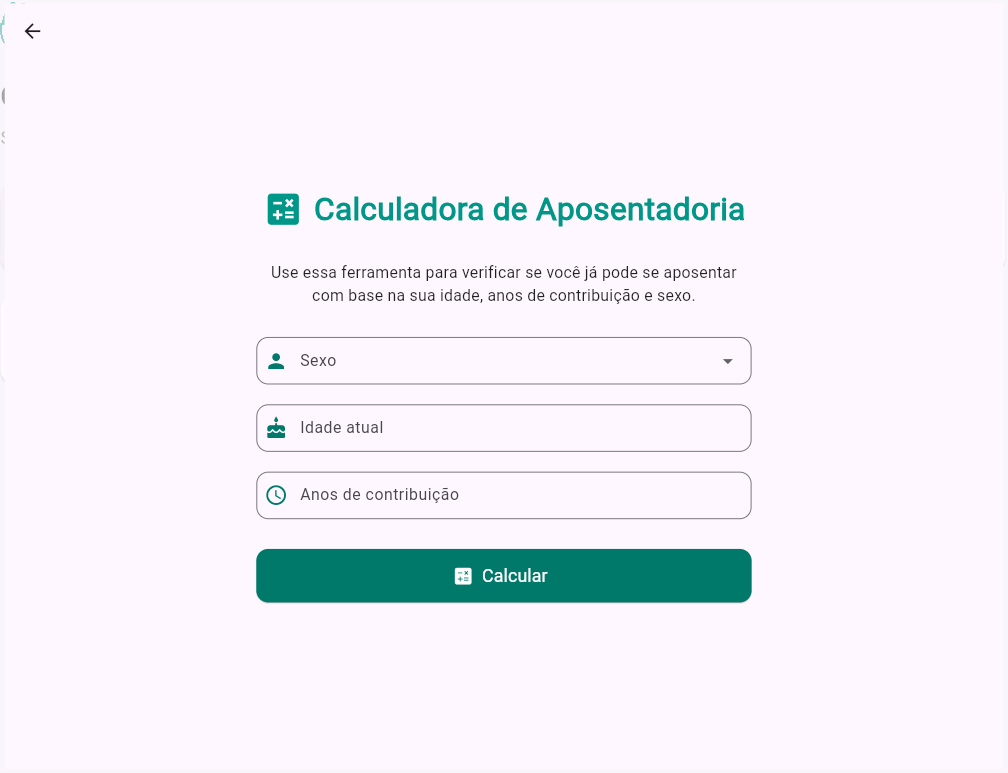 Calculadora de Aposentadoria
Use essa ferramenta para verificar se você já pode se aposentar
com base na sua idade, anos de contribuição e sexo.
Sexo
Idade atual
Anos de contribuição
Calcular